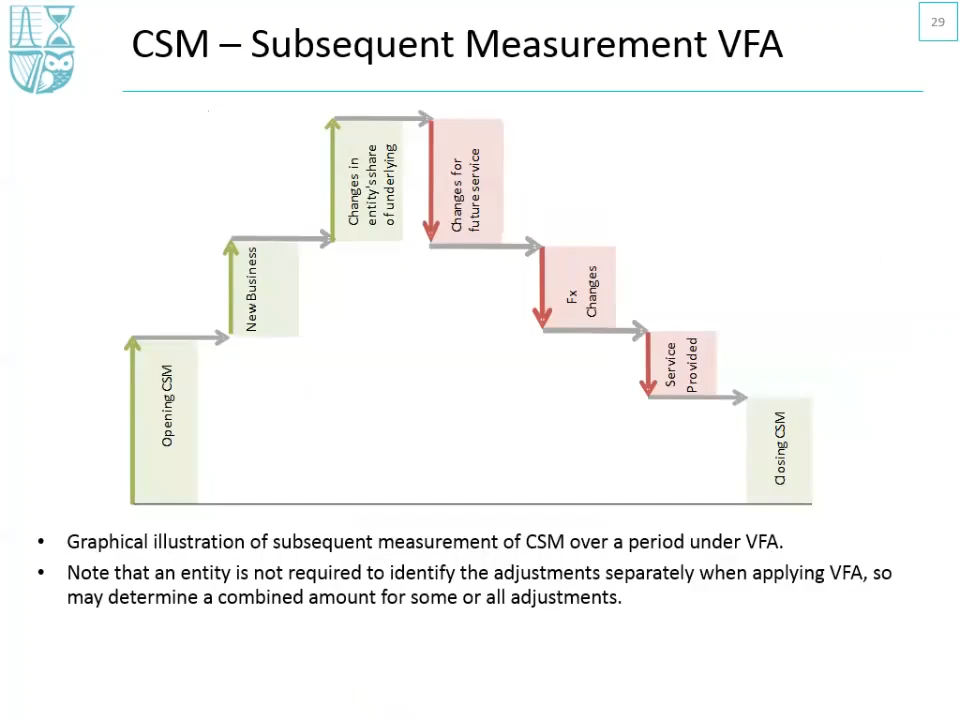 CSM – Subsequent Measurement VFA
29
Opening CSM
New Business
Changes in
entity's share
of underlying
Changes for
future service
Fx
Changes
Service
Provided
Closing CSM
• Graphical illustration of subsequent measurement of CSM over a period under VFA.
• Note that an entity is not required to identify the adjustments separately when applying VFA, so
may determine a combined amount for some or all adjustments.